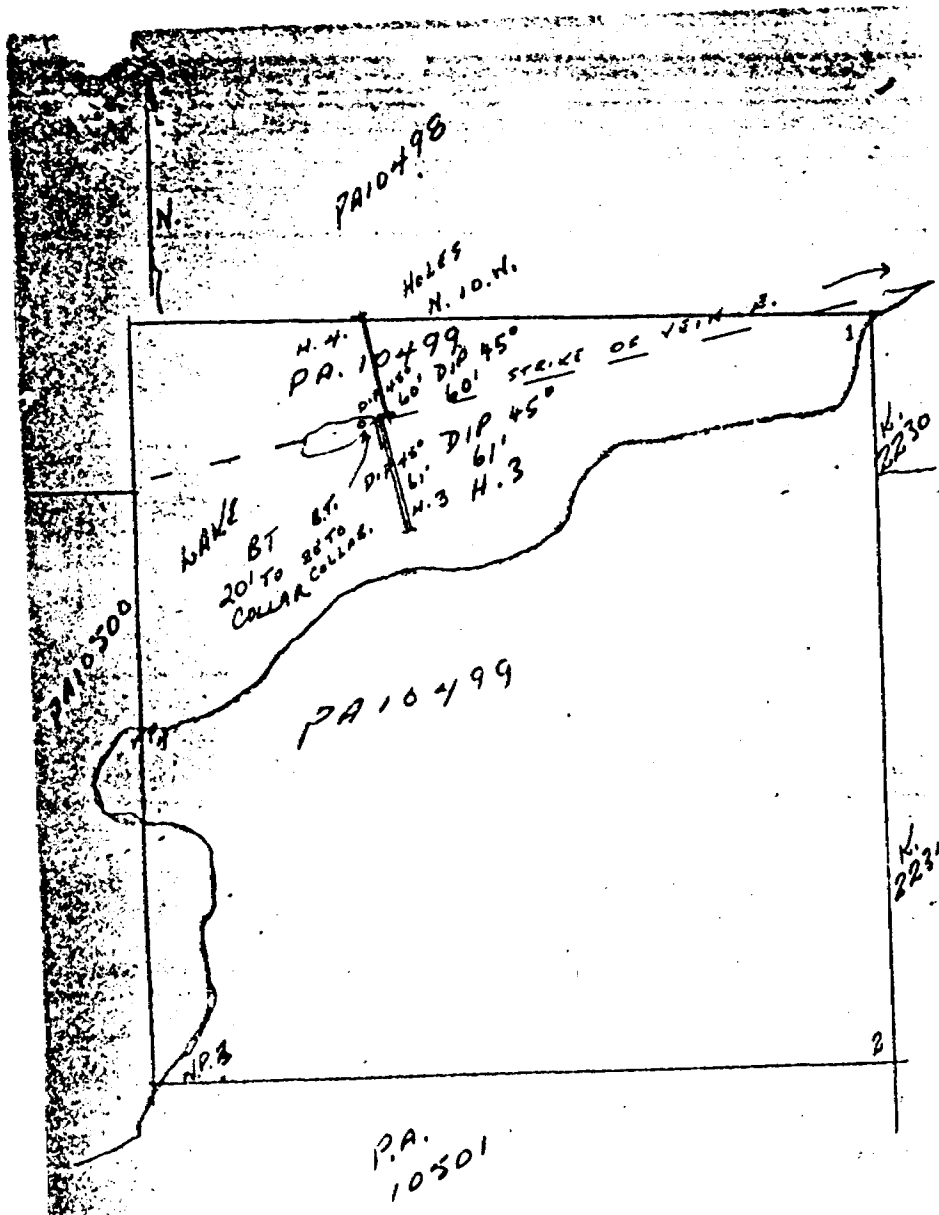 PA10498
N.
HOLES
N. 10. W.
H. 4.
PA. 10499
DIP 45°
60'
DIP 45°
60'
STRIKE OF VEIN
1
K.
2230
DIP 45°
61'
H. 3
DIP 45°
61'
H. 3
LAKE
BT
20' TO
COLLAR
BT.
20' TO
COLLAR.
PA10500
PA10499
K.
2231
N.P. 3
2
P.A.
10501